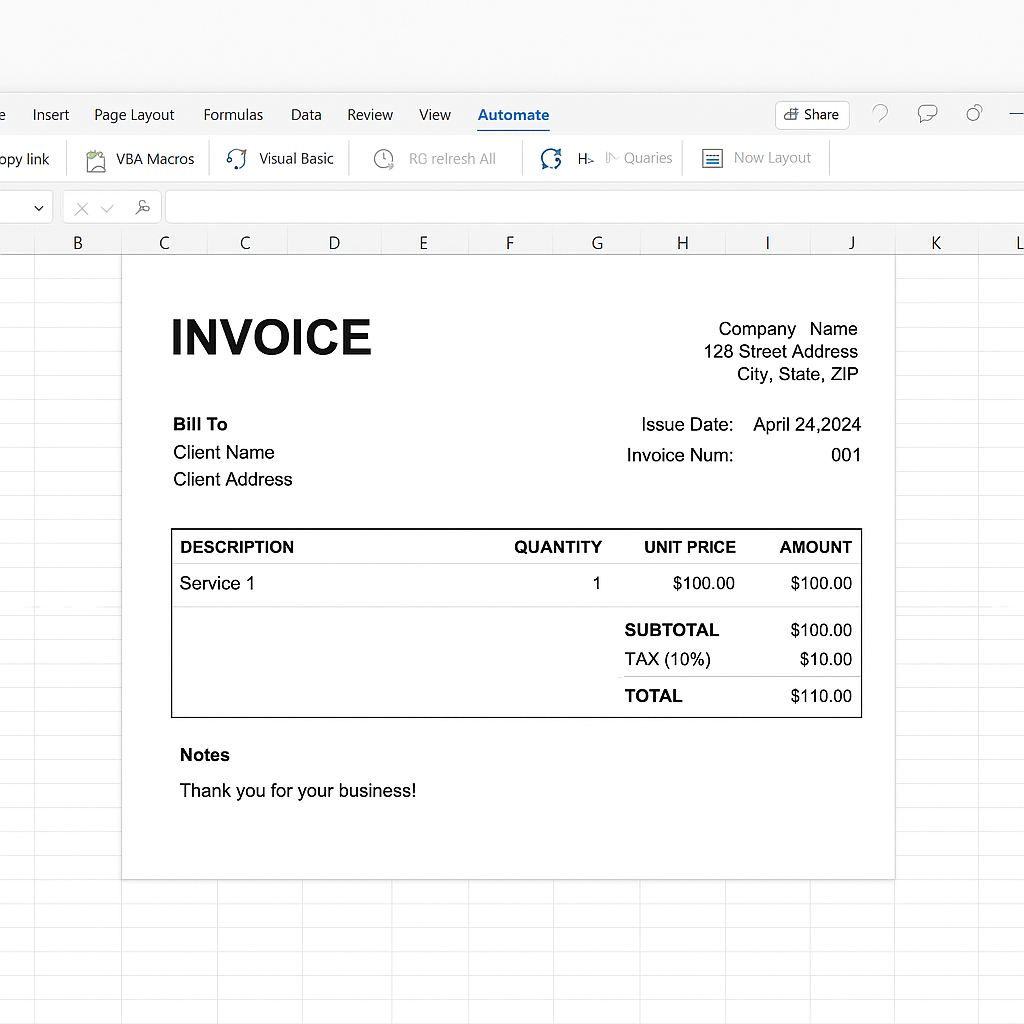 Insert Page Layout Formulas Data Review View Automate Share
opy link VBA Macros Visual Basic RG relresh All H> Quaries Now Layout
B C C D E F G H I J K L
INVOICE
Company Name
128 Street Address
City, State, ZIP
Bill To
Client Name
Client Address
Issue Date: April 24,2024
Invoice Num: 001
DESCRIPTION QUANTITY UNIT PRICE AMOUNT
Service 1 1 $100.00 $100.00
SUBTOTAL $100.00
TAX (10%) $10.00
TOTAL $110.00
Notes
Thank you for your business!